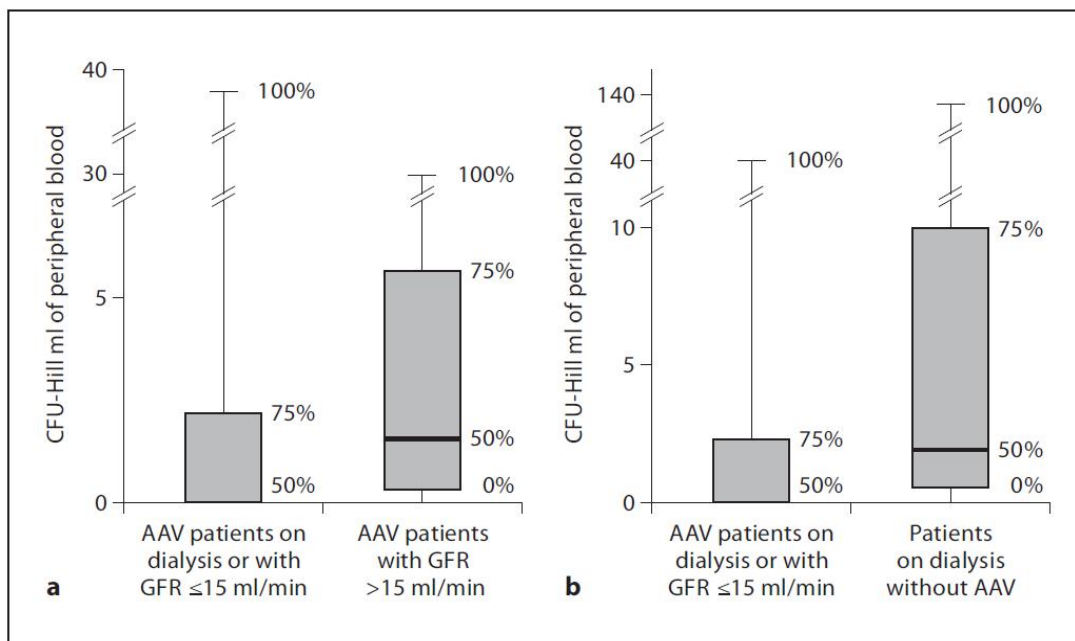 CFU-Hill ml of peripheral blood
40
30
5
0
100%
75%
50%
100%
75%
50%
0%
AAV patients on
dialysis or with
GFR ≤15 ml/min
AAV patients
with GFR
>15 ml/min
a
CFU-Hill ml of peripheral blood
140
40
10
5
0
100%
75%
50%
100%
75%
50%
0%
AAV patients on
dialysis or with
GFR ≤15 ml/min
Patients
on dialysis
without AAV
b